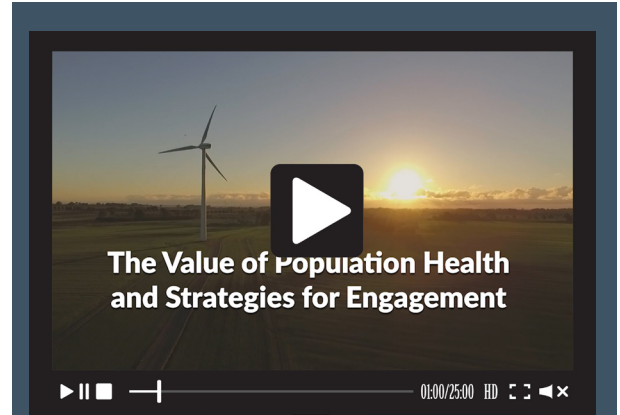 The Value of Population Health
and Strategies for Engagement
01:00/25:00 HD